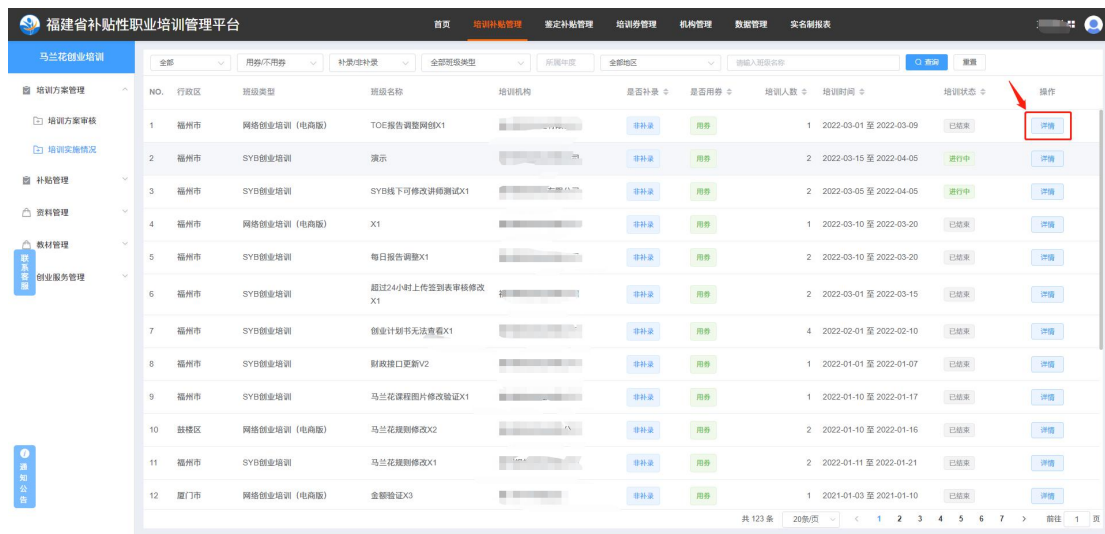 福建省补贴性职业培训管理平台
首页 培训补贴管理 鉴定补贴管理 培训券管理 机构管理 数据管理 实名制报表
马兰花创业培训
全部 用券/不用券 补录/非补录 全部班级类型 所属年度 全部地区 请输入班级名称 查询 重置
培训方案管理
培训方案审核
培训实施情况
补贴管理
资料管理
教材管理
创业服务管理
联系客服
通知公告
NO. 行政区 班级类型 班级名称 培训机构 是否补录 是否用券 培训人数 培训时间 培训状态 操作
1 福州市 网络创业培训（电商版） TOE报告调整网创X1 非补录 用券 1 2022-03-01 至 2022-03-09 已结束 详情
2 福州市 SYB创业培训 演示 非补录 用券 2 2022-03-15 至 2022-04-05 进行中 详情
3 福州市 SYB创业培训 SYB线下可修改讲师测试X1 非补录 用券 2 2022-03-05 至 2022-04-05 进行中 详情
4 福州市 网络创业培训（电商版） X1 非补录 用券 1 2022-03-10 至 2022-03-20 已结束 详情
5 福州市 SYB创业培训 每日报告调整X1 非补录 用券 2 2022-03-10 至 2022-03-20 已结束 详情
6 福州市 SYB创业培训 超过24小时上传签到表审核修改X1 非补录 用券 2 2022-03-01 至 2022-03-15 已结束 详情
7 福州市 SYB创业培训 创业计划书无法查看X1 非补录 用券 4 2022-02-01 至 2022-02-10 已结束 详情
8 福州市 SYB创业培训 财政接口更新V2 非补录 用券 1 2022-01-01 至 2022-01-07 已结束 详情
9 福州市 SYB创业培训 马兰花课程图片修改验证X1 非补录 用券 1 2022-01-10 至 2022-01-17 已结束 详情
10 鼓楼区 网络创业培训（电商版） 马兰花规则修改X2 非补录 用券 2 2022-01-10 至 2022-01-16 已结束 详情
11 福州市 SYB创业培训 马兰花规则修改X1 非补录 用券 2 2022-01-11 至 2022-01-21 已结束 详情
12 厦门市 网络创业培训（电商版） 金额验证X3 非补录 用券 1 2021-01-03 至 2021-01-10 已结束 详情
共 123 条 20条/页 < 1 2 3 4 5 6 7 > 前往 1 页